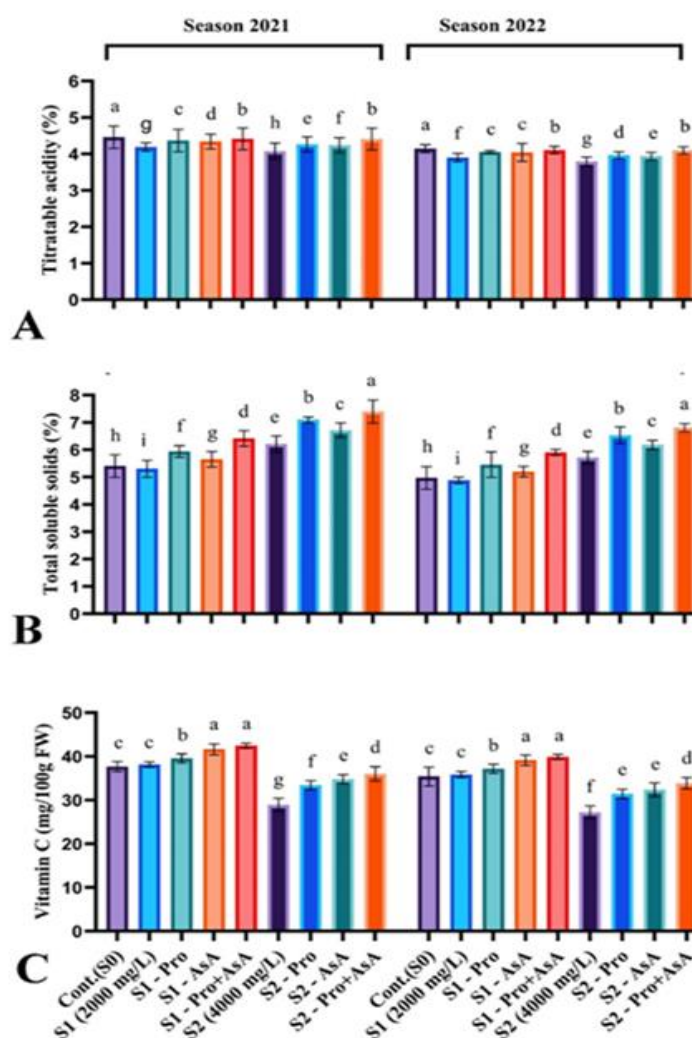 Season 2021 Season 2022
Titratable acidity (%)
6
5
4
3
2
1
0
a g c d b h e f b
a f c c b g d e b
A
Total soluble solids (%)
8
7
6
5
4
3
2
1
0
h i f g d e b c a
h i f g d e b c a
B
Vitamin C (mg/100g FW)
50
40
30
20
10
0
c c b a a g f e d
c c b a a f e e d
C
Cont.(S0)
S1 (2000 mg/L)
S1 - Pro
S1 - AsA
S1 - Pro+AsA
S2 (4000 mg/L)
S2 - Pro
S2 - AsA
S2 - Pro+AsA
Cont.(S0)
S1 (2000 mg/L)
S1 - Pro
S1 - AsA
S1 - Pro+AsA
S2 (4000 mg/L)
S2 - Pro
S2 - AsA
S2 - Pro+AsA